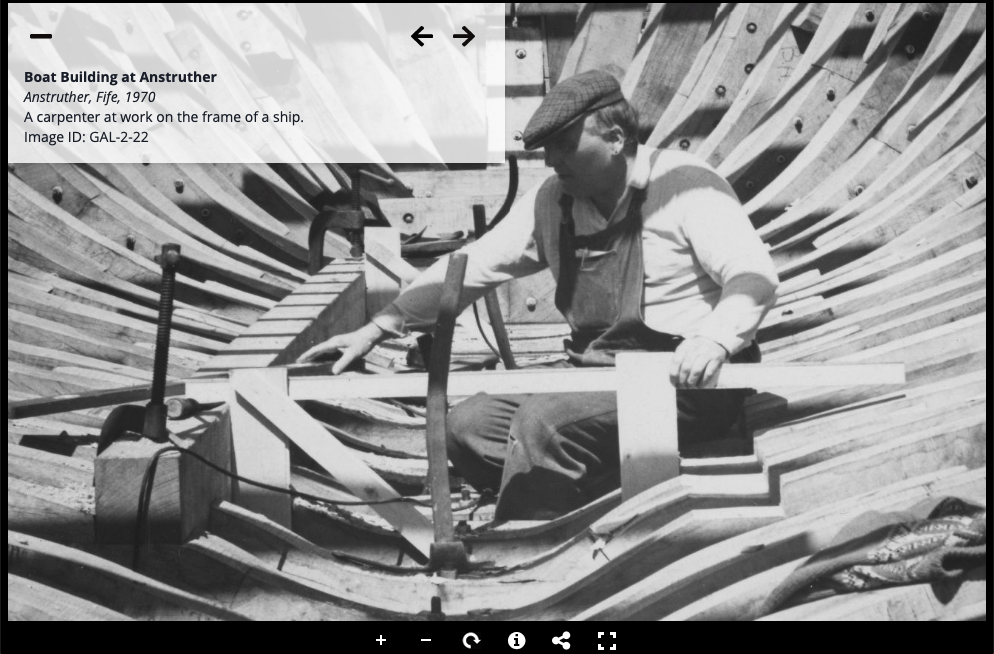 Boat Building at Anstruther
Anstruther, Fife, 1970
A carpenter at work on the frame of a ship.
Image ID: GAL-2-22